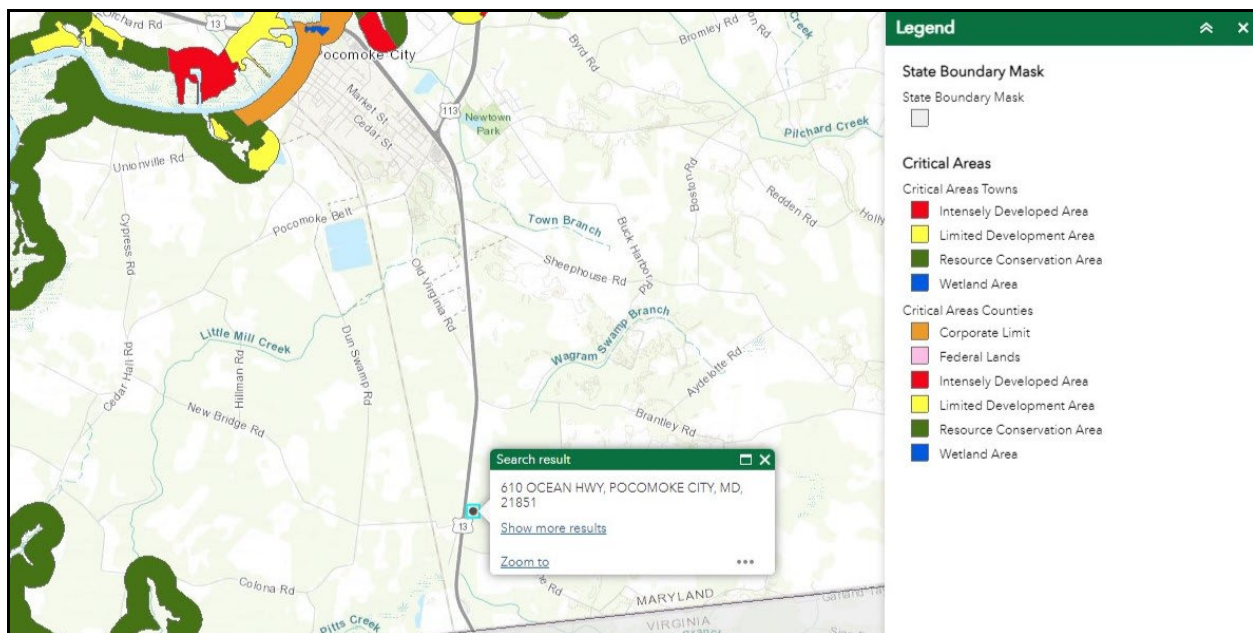 Orchard Rd
13
Pocomoke City
Byrd Rd
Bromley Rd
Creek
Market St
Cedar St
113
Newtown
Park
Pilchard Creek
Unionville Rd
Boston Rd
Redden Rd
Cypress Rd
Pocomoke Belt
Town Branch
Buck Harbor Rd
Old Virginia Rd
Sheephouse Rd
Little Mill Creek
Dun Swamp Rd
Wagram Swamp Branch
Aydelotte Rd
Cedar Hall Rd
Hillman Rd
New Bridge Rd
Brantley Rd
Search result
610 OCEAN HWY, POCOMOKE CITY, MD,
21851
Show more results
Zoom to
13
Colona Rd
Pitts Creek
MARYLAND
VIRGINIA
Legend
State Boundary Mask
State Boundary Mask
Critical Areas
Critical Areas Towns
Intensely Developed Area
Limited Development Area
Resource Conservation Area
Wetland Area
Critical Areas Counties
Corporate Limit
Federal Lands
Intensely Developed Area
Limited Development Area
Resource Conservation Area
Wetland Area